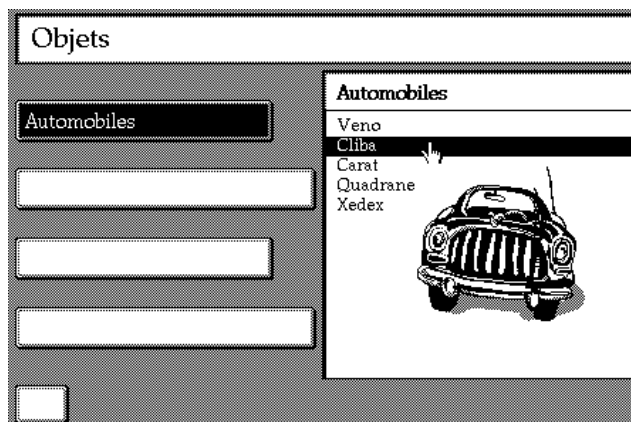 Objets
Automobiles
Automobiles
Veno
Cliba
Carat
Quadrane
Xedex